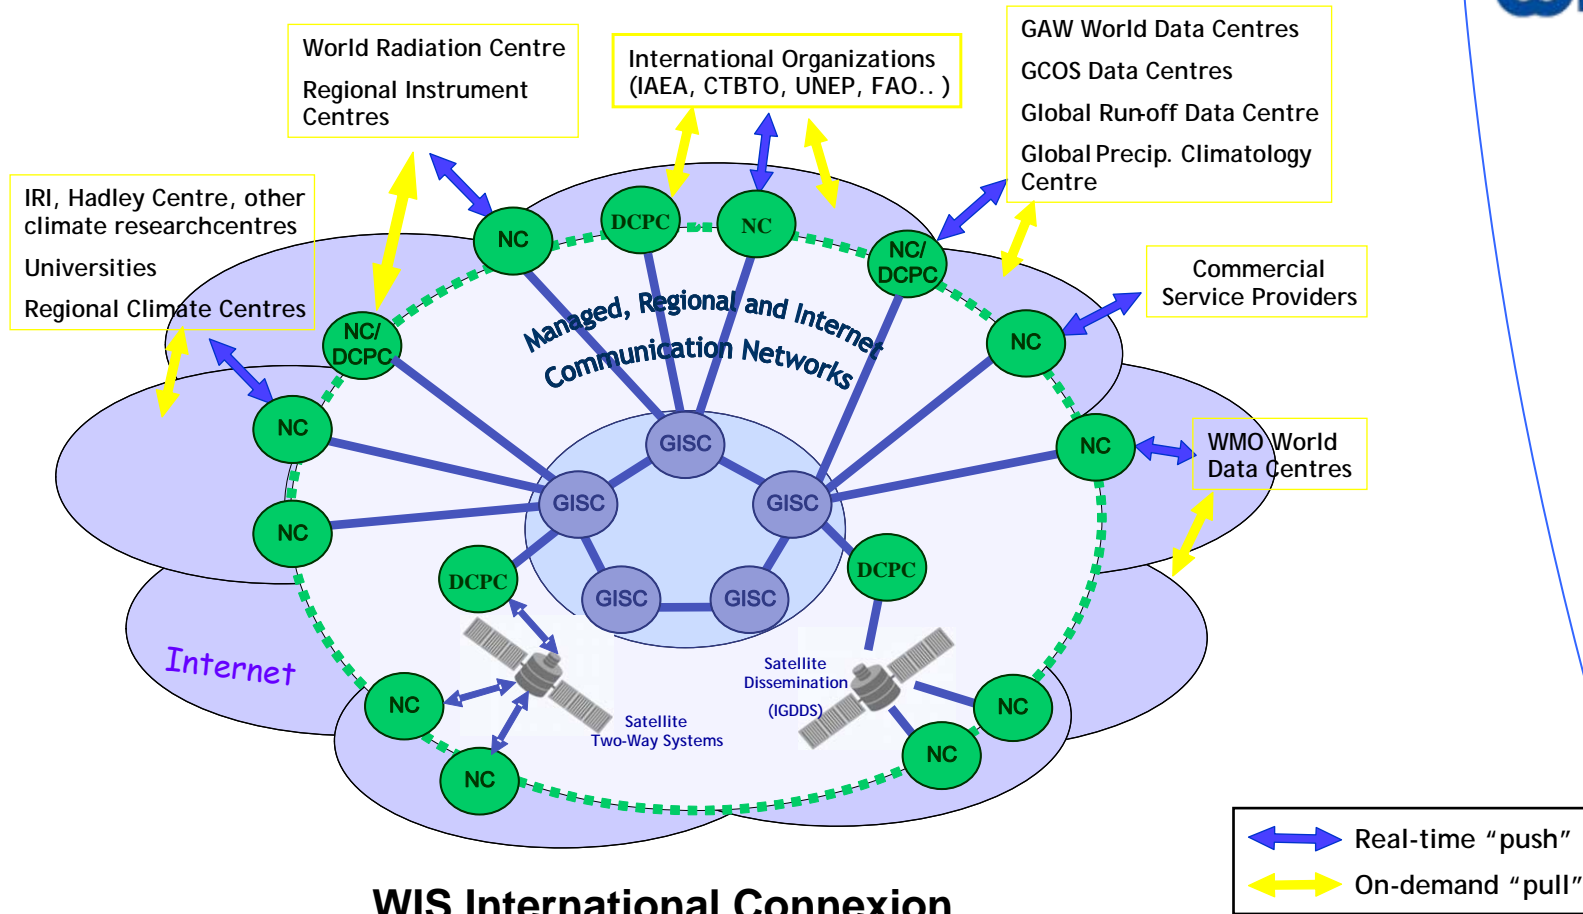 World Radiation Centre
Regional Instrument
Centres
International Organizations
(IAEA, CTBTO, UNEP, FAO.. )
GAW World Data Centres
GCOS Data Centres
Global Run-off Data Centre
Global Precip. Climatology
Centre
IRI, Hadley Centre, other
climate researchcentres
Universities
Regional Climate Centres
Commercial
Service Providers
WMO World
Data Centres
NC
DCPC
NC
NC/
DCPC
NC/
DCPC
NC
NC
NC
NC
Managed, Regional and Internet
Communication Networks
GISC
GISC
GISC
GISC
GISC
DCPC
DCPC
Internet
NC
NC
Satellite
Two-Way Systems
Satellite
Dissemination
(IGDDS)
NC
NC
Real-time “push”
On-demand “pull”
WIS International Connexion